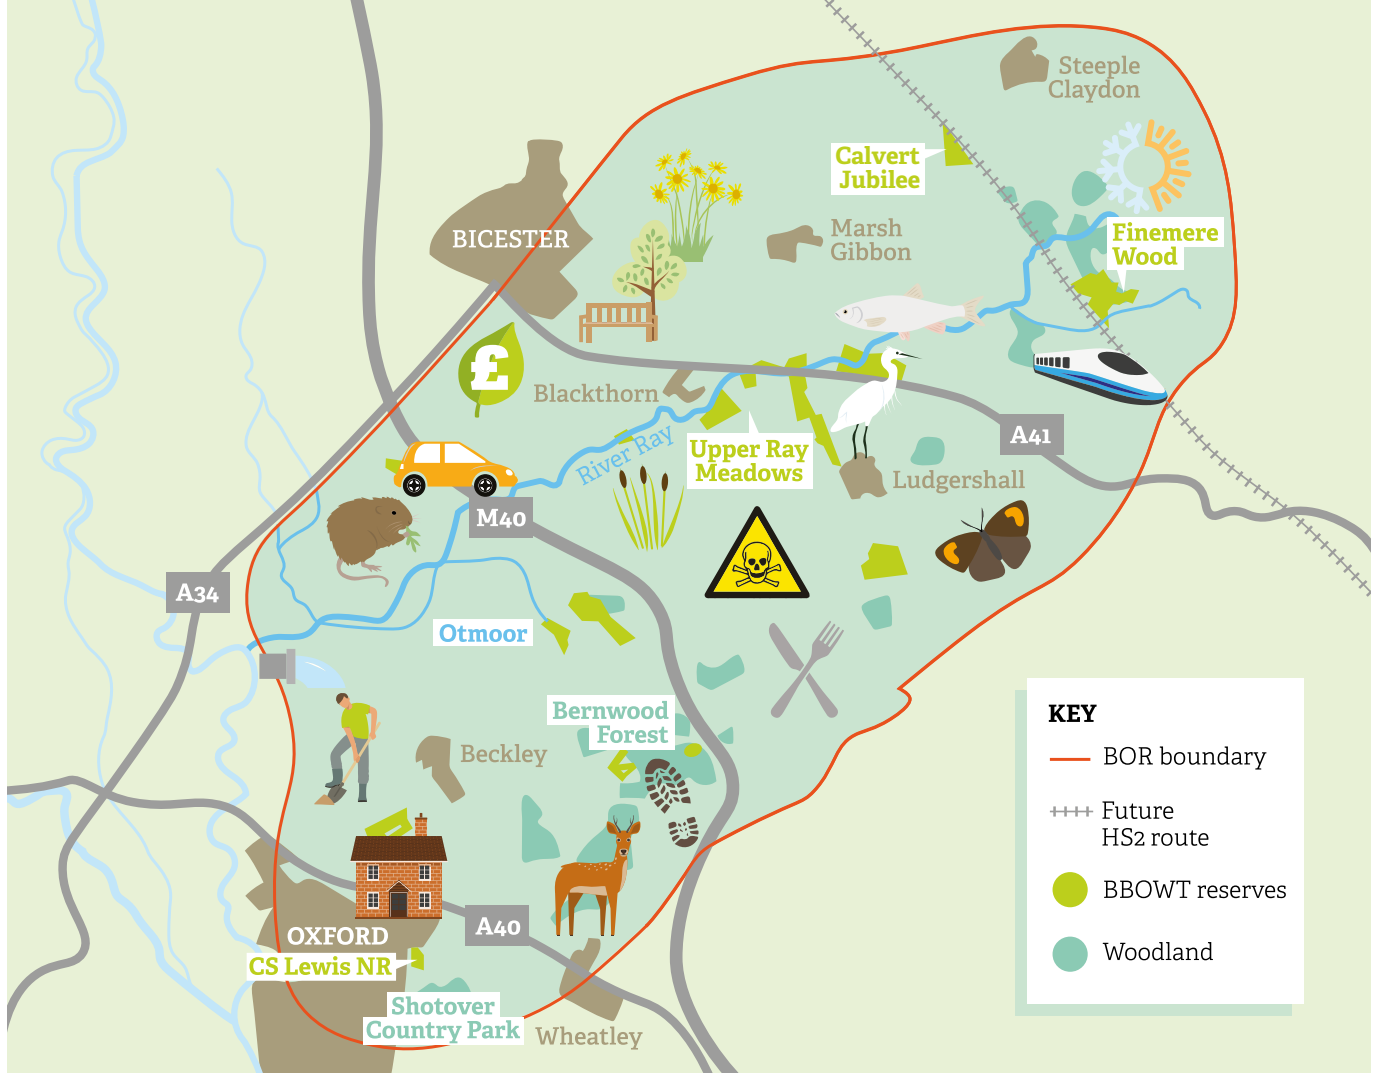 Steeple
Claydon
Calvert
Jubilee
BICESTER
Marsh
Gibbon
Finemere
Wood
£
Blackthorn
River Ray
Upper Ray
Meadows
A41
Ludgershall
M40
A34
Otmoor
Bernwood
Forest
Beckley
OXFORD
A40
CS Lewis NR
Shotover
Country Park
Wheatley
KEY
BOR boundary
Future
HS2 route
BBOWT reserves
Woodland